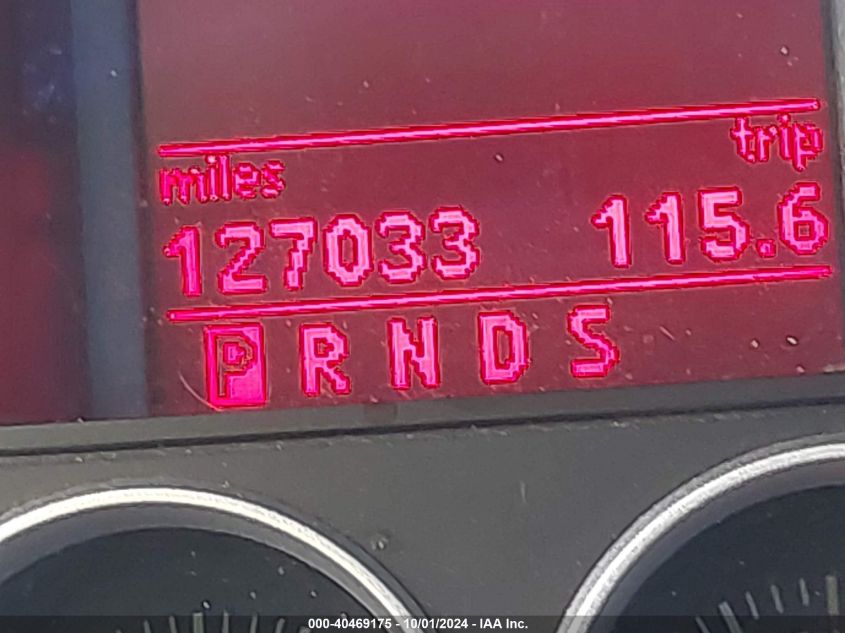 miles trip
127033 115.6
P R N D S
000-40469175 - 10/01/2024 - IAA Inc.